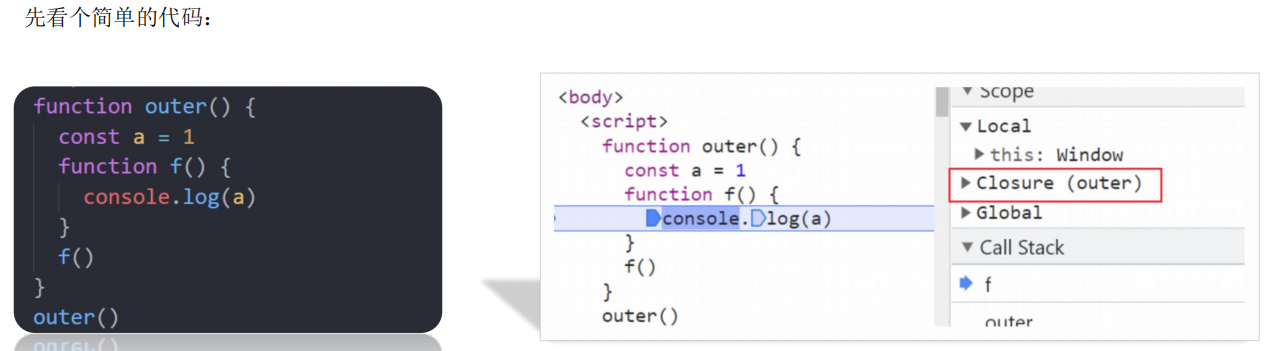 先看个简单的代码：
function outer() {
const a = 1
function f() {
console.log(a)
}
f()
}
outer()
<body>
<script>
function outer() {
const a = 1
function f() {
console.log(a)
}
f()
}
outer()
Scope
Local
this: Window
Closure (outer)
Global
Call Stack
f
outer